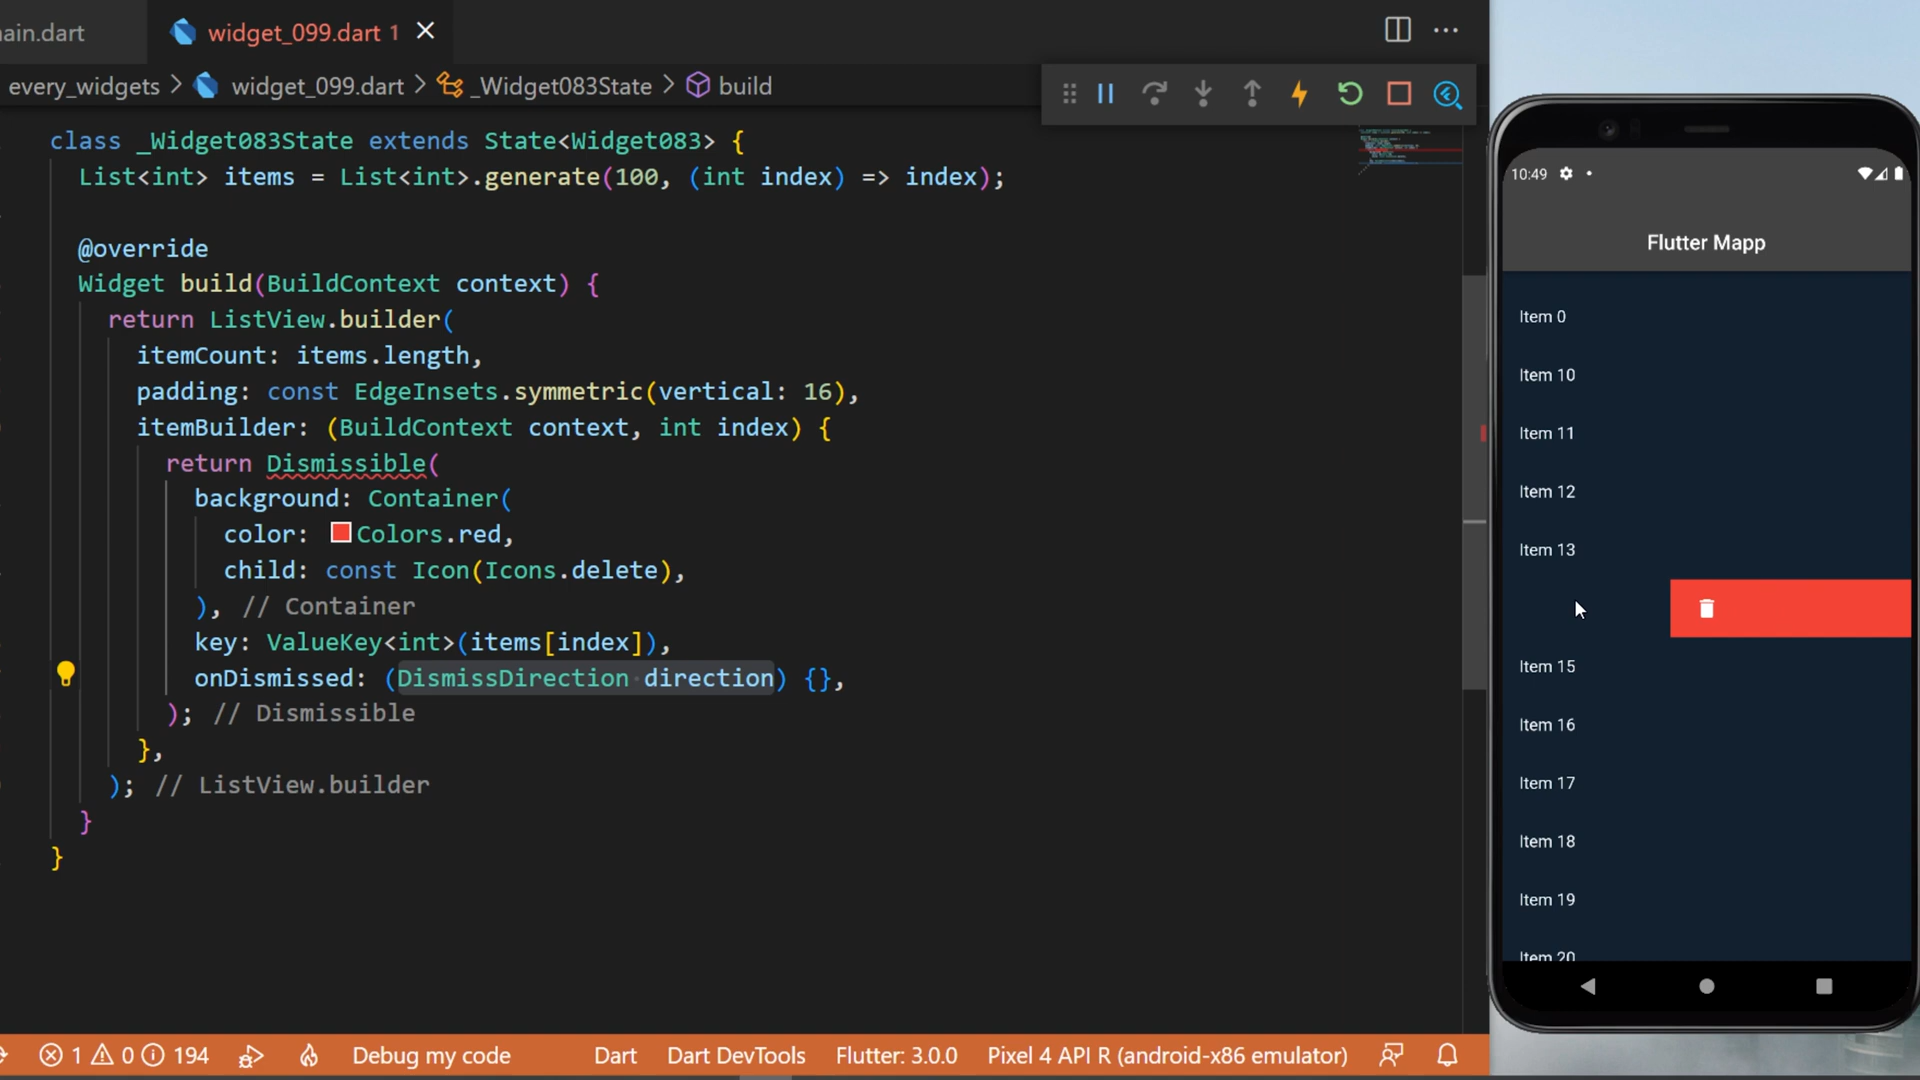 ain.dart
widget_099.dart 1
every_widgets > widget_099.dart > _Widget083State > build
class _Widget083State extends State<Widget083> {
List<int> items = List<int>.generate(100, (int index) => index);
@override
Widget build(BuildContext context) {
return ListView.builder(
itemCount: items.length,
padding: const EdgeInsets.symmetric(vertical: 16),
itemBuilder: (BuildContext context, int index) {
return Dismissible(
background: Container(
color: Colors.red,
child: const Icon(Icons.delete),
), // Container
key: ValueKey<int>(items[index]),
onDismissed: (DismissDirection direction) {},
); // Dismissible
},
); // ListView.builder
}
}
1 0 194 Debug my code Dart Dart DevTools Flutter: 3.0.0 Pixel 4 API R (android-x86 emulator)
10:49
Flutter Mapp
Item 0
Item 10
Item 11
Item 12
Item 13
Item 15
Item 16
Item 17
Item 18
Item 19
Item 20